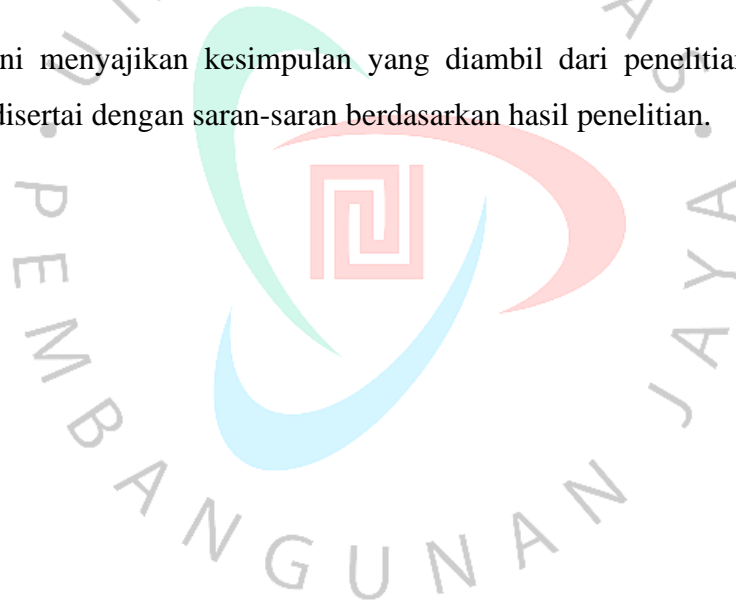 ni menyajikan kesimpulan yang diambil dari penelitian
disertai dengan saran-saran berdasarkan hasil penelitian.
PEMBANGUNAN JAYA